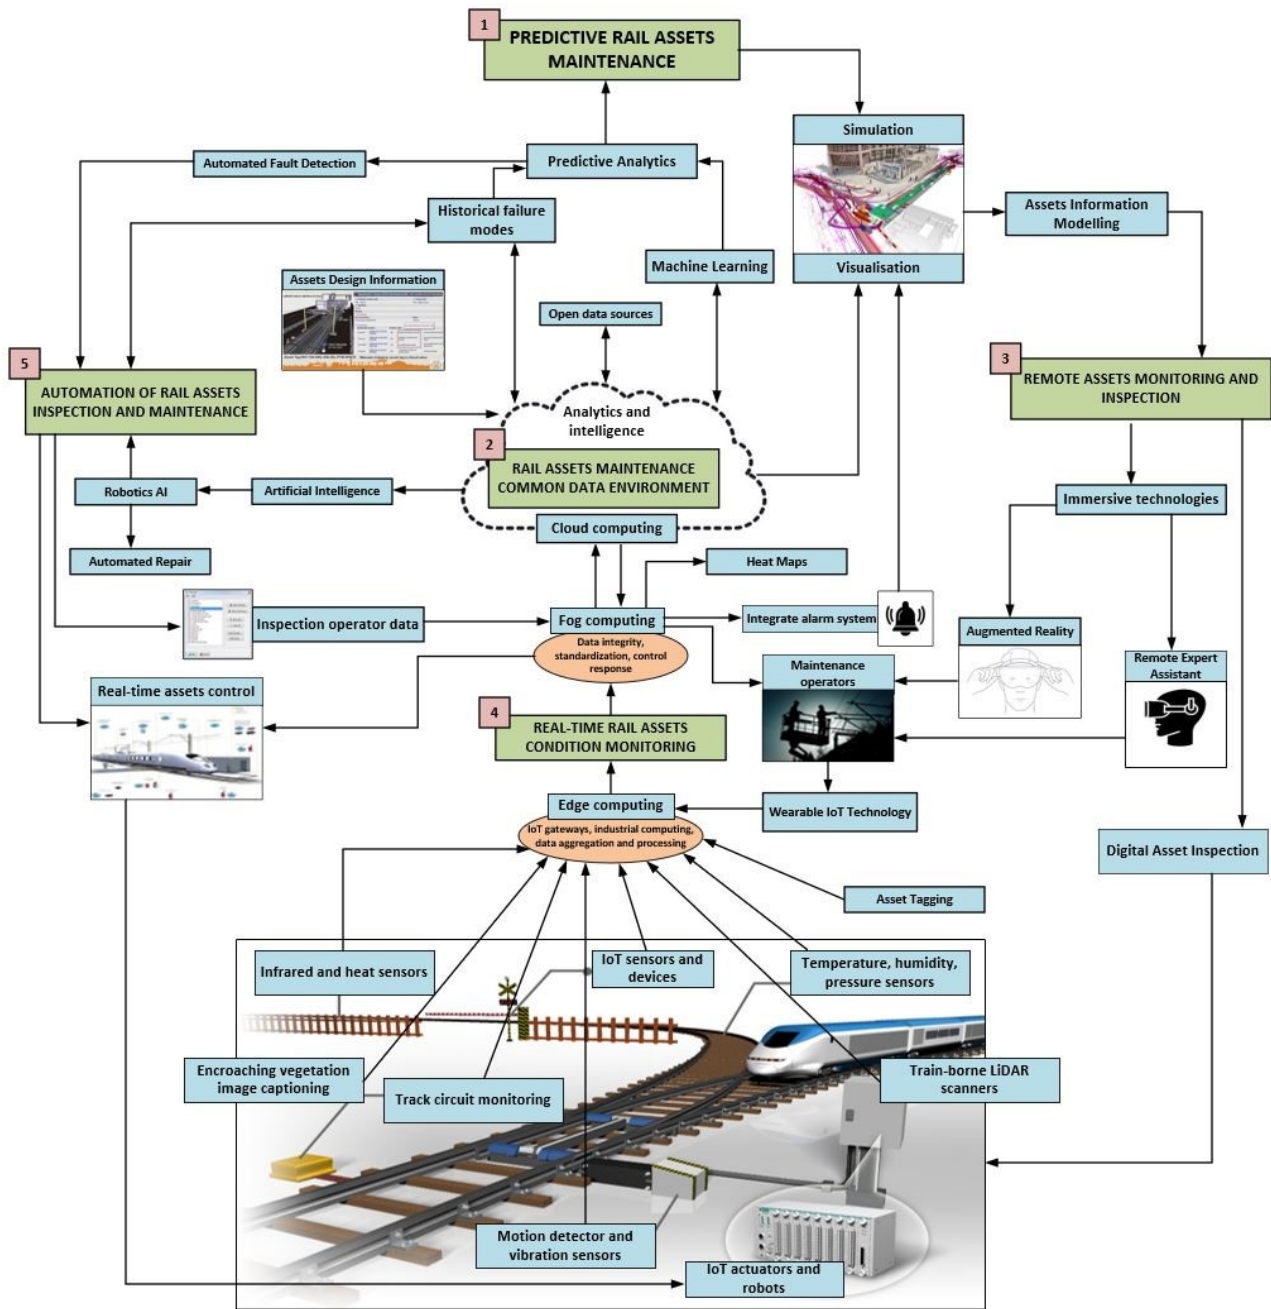 1
PREDICTIVE RAIL ASSETS
MAINTENANCE
Simulation
Automated Fault Detection
Predictive Analytics
Historical failure
modes
Assets Information
Modelling
Machine Learning
Visualisation
Assets Design Information
Open data sources
5
AUTOMATION OF RAIL ASSETS
INSPECTION AND MAINTENANCE
3
REMOTE ASSETS MONITORING AND
INSPECTION
Analytics and
intelligence
2
RAIL ASSETS MAINTENANCE
COMMON DATA ENVIRONMENT
Robotics AI
Artificial Intelligence
Immersive technologies
Cloud computing
Automated Repair
Heat Maps
Inspection operator data
Fog computing
Integrate alarm system
Data integrity,
standardization, control
response
Augmented Reality
Maintenance
operators
Remote Expert
Assistant
Real-time assets control
4
REAL-TIME RAIL ASSETS
CONDITION MONITORING
Edge computing
Wearable IoT Technology
IoT gateways, industrial computing,
data aggregation and processing
Digital Asset Inspection
Asset Tagging
Infrared and heat sensors
IoT sensors and
devices
Temperature, humidity,
pressure sensors
Encroaching vegetation
image captioning
Track circuit monitoring
Train-borne LiDAR
scanners
Motion detector and
vibration sensors
IoT actuators and
robots